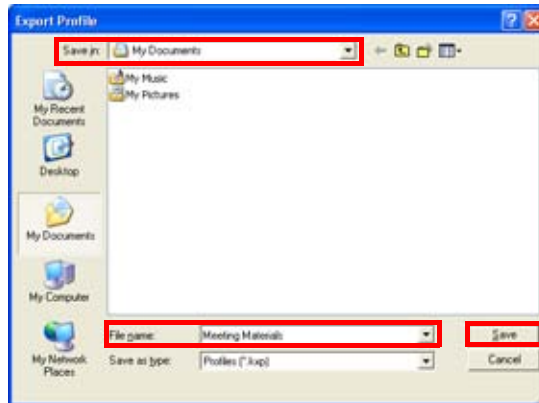 Export Profile
Save in: My Documents
My Music
My Pictures
My Recent
Documents
Desktop
My Documents
My Computer
My Network
Places
File name: Meeting Materials Save
Save as type: Profiles (*.kxp) Cancel